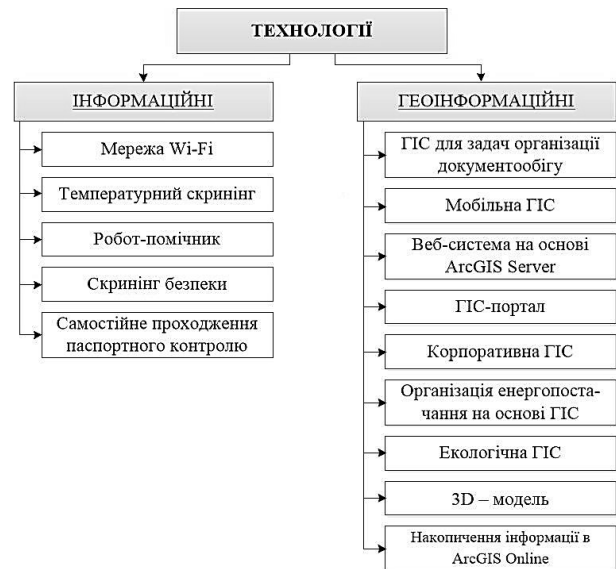 ТЕХНОЛОГІЇ
ІНФОРМАЦІЙНІ
Мережа Wi-Fi
Температурний скринінг
Робот-помічник
Скринінг безпеки
Самостійне проходження
паспортного контролю
ГЕОІНФОРМАЦІЙНІ
ГІС для задач організації
документообігу
Мобільна ГІС
Веб-система на основі
ArcGIS Server
ГІС-портал
Корпоративна ГІС
Організація енергопоста-
чання на основі ГІС
Екологічна ГІС
3D – модель
Накопичення інформації в
ArcGIS Online